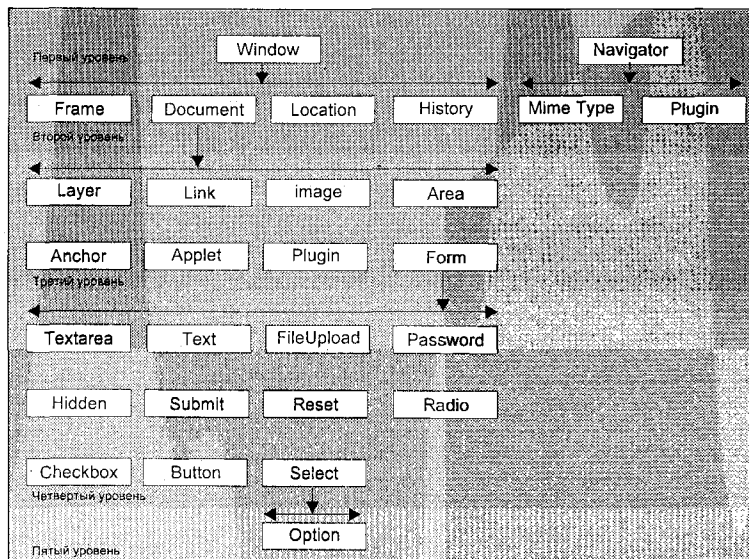 Window Navigator
Первый уровень
Frame Document Location History Mime Type Plugin
Второй уровень
Layer Link image Area
Anchor Applet Plugin Form
Третий уровень
Textarea Text FileUpload Password
Hidden Submit Reset Radio
Checkbox Button Select
Четвертый уровень
Option
Пятый уровень